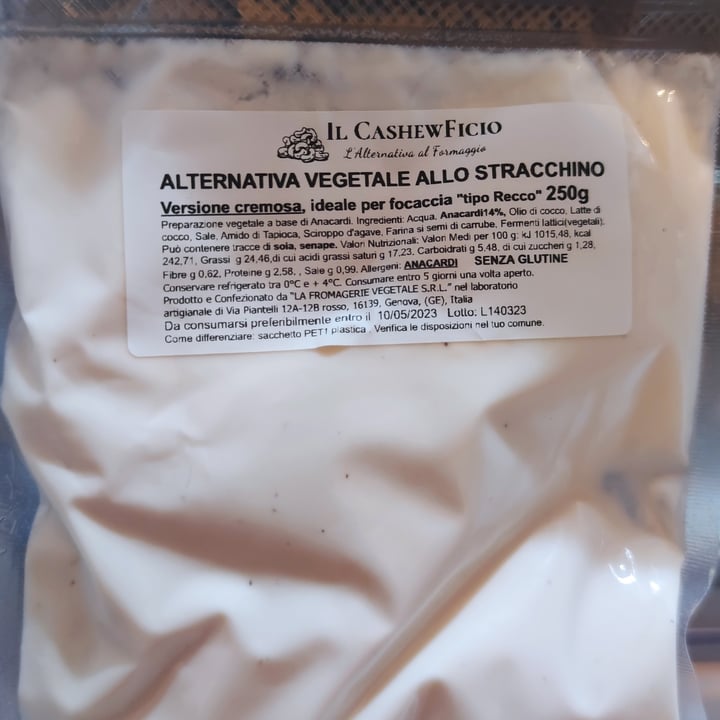 IL CASHEWFICIO
L'Alternativa al Formaggio
ALTERNATIVA VEGETALE ALLO STRACCHINO
Versione cremosa, ideale per focaccia "tipo Recco" 250g
Preparazione vegetale a base di Anacardi. Ingredienti: Acqua, Anacardi14%, Olio di cocco, Latte di
cocco, Sale, Amido di Tapioca, Sciroppo d'agave, Farina si semi di carrube, Fermenti lattici(vegetali).
Può contenere tracce di soia, senape. Valori Nutrizionali: Valori Medi per 100 g: kJ 1015,48, kcal
242,71, Grassi g 24,46,di cui acidi grassi saturi g 17,23, Carboidrati g 5,48, di cui zuccheri g 1,28,
Fibre g 0,62, Proteine g 2,58, , Sale g 0,99. Allergeni: ANACARDI SENZA GLUTINE
Conservare refrigerato tra 0°C e + 4°C. Consumare entro 5 giorni una volta aperto.
Prodotto e Confezionato da "LA FROMAGERIE VEGETALE S.R.L." nel laboratorio
artigianale di Via Piantelli 12A-12B rosso, 16139, Genova, (GE), Italia
Da consumarsi preferibilmente entro il 10/05/2023 Lotto: L140323
Come differenziare: sacchetto PET1 plastica . Verifica le disposizioni nel tuo comune.